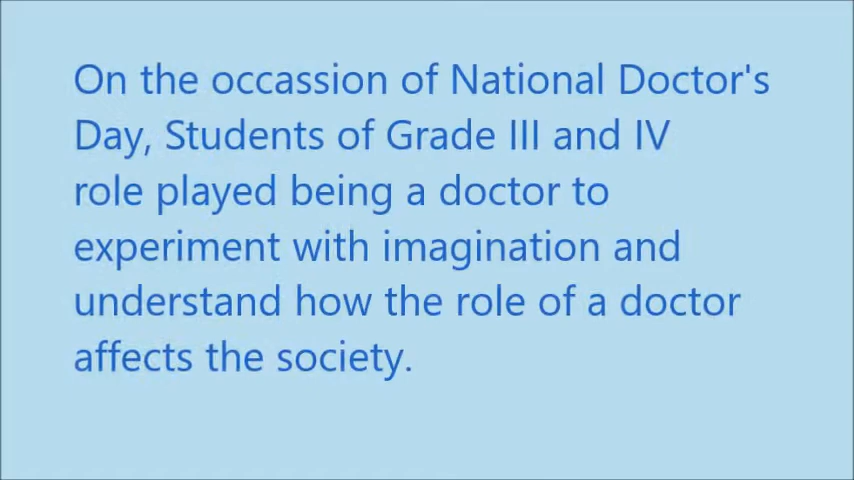 On the occassion of National Doctor's
Day, Students of Grade III and IV
role played being a doctor to
experiment with imagination and
understand how the role of a doctor
affects the society.